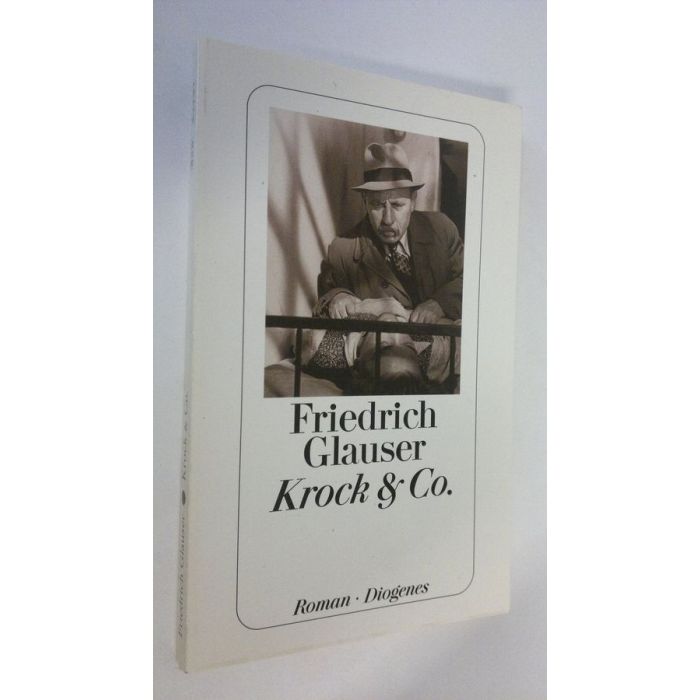 Friedrich
Glauser
Krock & Co.
Roman · Diogenes
Friedrich Glauser Krock & Co.